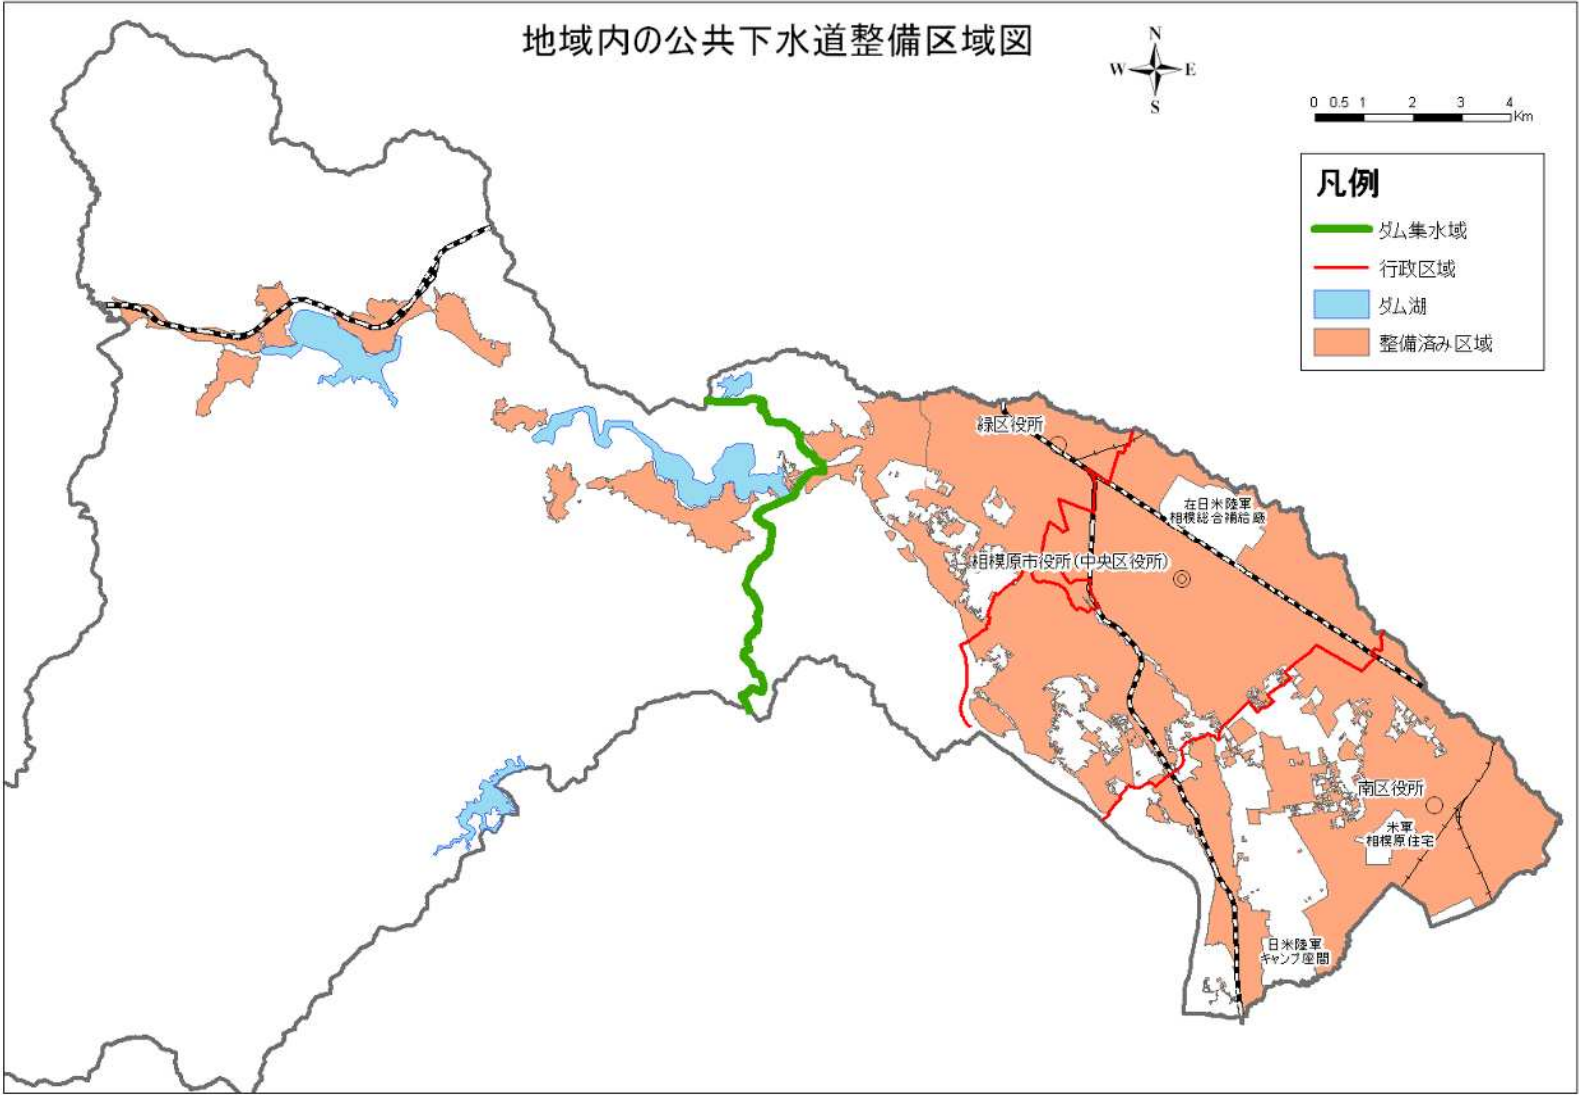 地域内の公共下水道整備区域図
N
W E
S
0 0.5 1 2 3 4
Km
凡例
ダム集水域
行政区域
ダム湖
整備済み区域
緑区役所
在日米陸軍
相模総合補給廠
相模原市役所(中央区役所)
南区役所
米軍
相模原住宅
日米陸軍
キャンプ座間